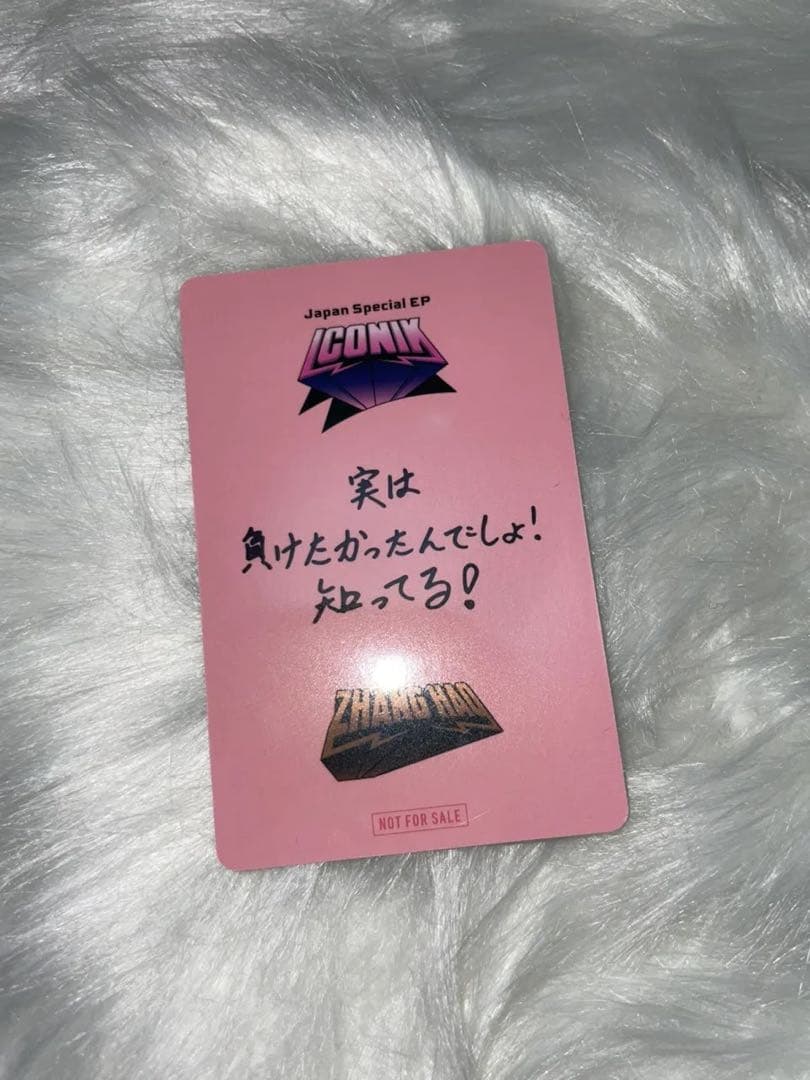 Japan Special EP
ICONIK
実は
負けたかったんでしょ!
知ってる!
ZHANG HAO
NOT FOR SALE